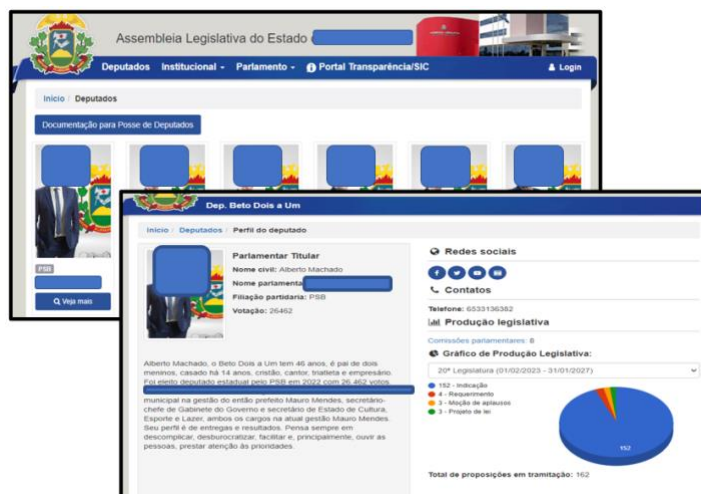 Assembleia Legislativa do Estado
Deputados Institucional Parlamento Portal Transparência/SIC Login
Início / Deputados
Documentação para Posse de Deputados
PSB
Veja mais
Dep. Beto Dois a Um
Início / Deputados / Perfil do deputado
Parlamentar Titular
Nome civil: Alberto Machado
Nome parlamenta
Filiação partidaria: PSB
Votação: 26462
Alberto Machado, o Beto Dois a Um tem 46 anos, é pai de dois
meninos, casado há 14 anos, cristão, cantor, triatleta e empresário.
Foi eleito deputado estadual pelo PSB em 2022 com 26.462 votos.
municipal na gestão do então prefeito Mauro Mendes, secretário-
chefe de Gabinete do Governo e secretário de Estado de Cultura,
Esporte e Lazer, ambos os cargos na atual gestão Mauro Mendes.
Seu perfil é de entregas e resultados. Pensa sempre em
descomplicar, desburocratizar, facilitar e, principalmente, ouvir as
pessoas, prestar atenção às prioridades.
Redes sociais
Contatos
Telefone: 6533136382
Produção legislativa
Comissões parlamentares: 8
Gráfico de Produção Legislativa:
20ª Legislatura (01/02/2023 - 31/01/2027)
152 - Indicação
4 - Requerimento
3 - Moção de aplausos
3 - Projeto de lei
152
Total de proposições em tramitação: 162